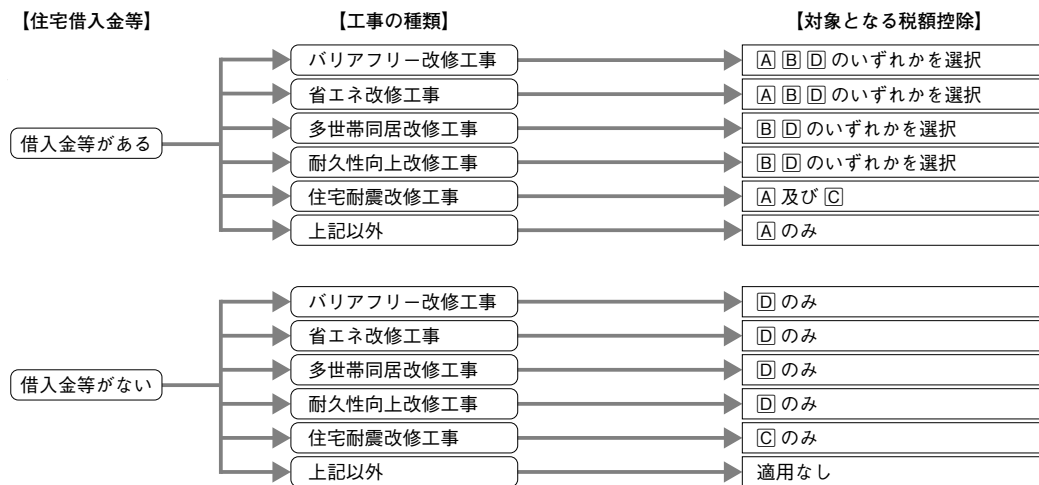 【住宅借入金等】 【工事の種類】 【対象となる税額控除】
バリアフリー改修工事 A B D のいずれかを選択
省エネ改修工事 A B D のいずれかを選択
多世帯同居改修工事 B D のいずれかを選択
借入金等がある
耐久性向上改修工事 B D のいずれかを選択
住宅耐震改修工事 A 及び C
上記以外 A のみ
バリアフリー改修工事 D のみ
省エネ改修工事 D のみ
多世帯同居改修工事 D のみ
借入金等がない
耐久性向上改修工事 D のみ
住宅耐震改修工事 C のみ
上記以外 適用なし